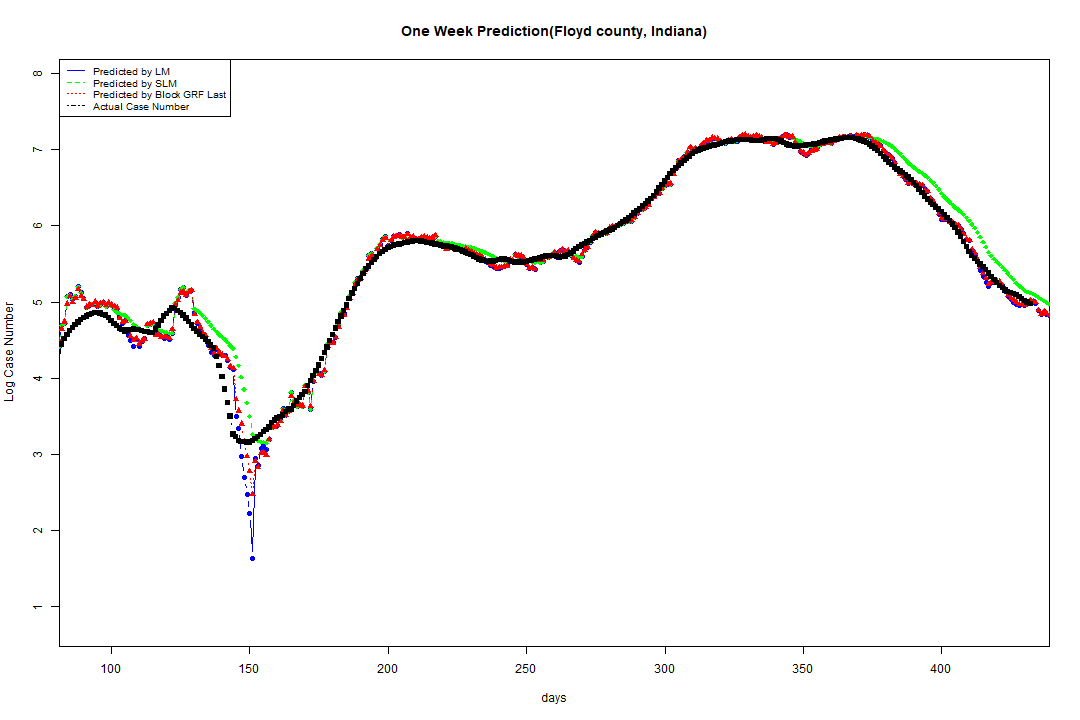 One Week Prediction(Floyd county, Indiana)
Predicted by LM
Predicted by SLM
Predicted by Block GRF Last
Actual Case Number
8
7
6
5
4
3
2
1
Log Case Number
100 150 200 250 300 350 400
days